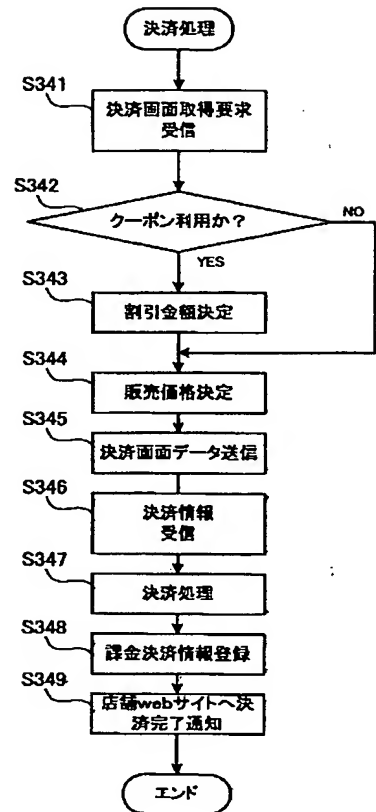 決済処理
S341
決済画面取得要求
受信
S342
クーポン利用か?
NO
YES
S343
割引金額決定
S344
販売価格決定
S345
決済画面データ送信
S346
決済情報
受信
S347
決済処理
S348
課金決済情報登録
S349
店舗webサイトへ決
済完了通知
エンド